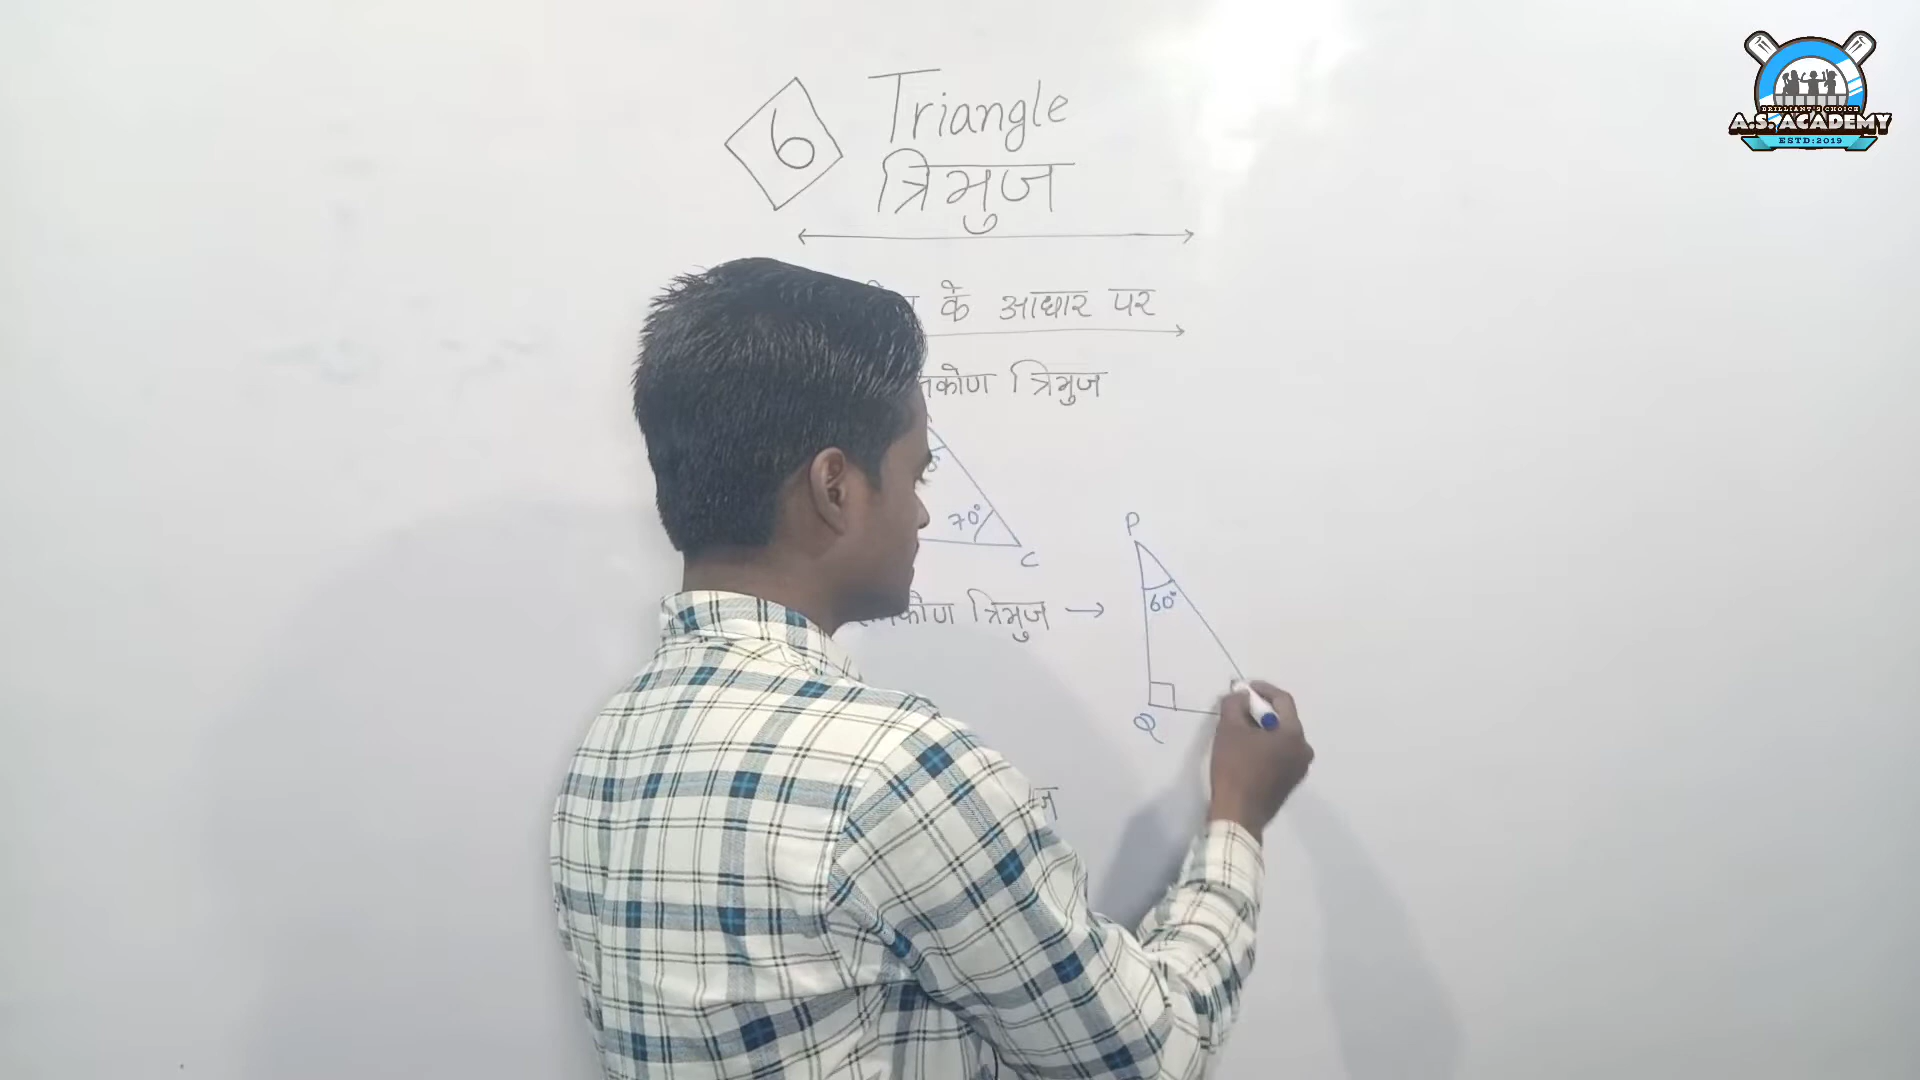 6
Triangle
त्रिभुज
के आधार पर
त्रिभुज
70°
C
P
60°
त्रिभुज →
Q
BRILLIANT'S CHOICE
A.S. ACADEMY
ESTD:2019